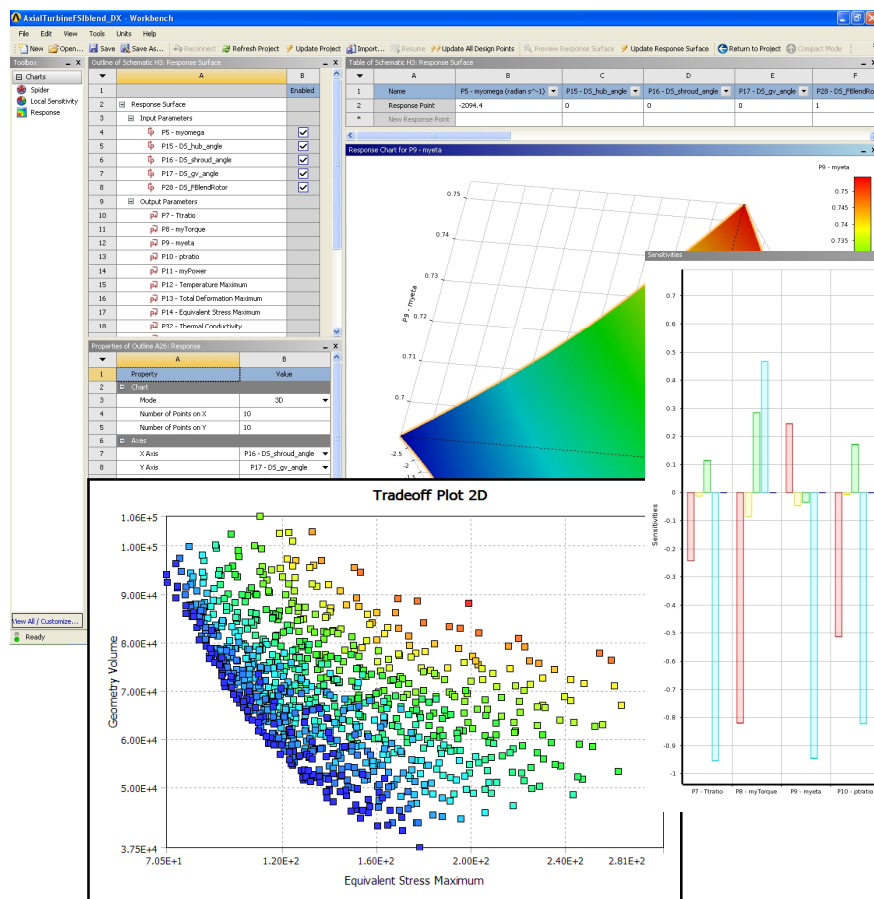 AxialTurbineFSIblend_DX - Workbench
File Edit View Tools Units Help
New Open... Save Save As... Reconnect Refresh Project Update Project Import... Resume Update All Design Points Preview Response Surface Update Response Surface Return to Project Compact Mode
Toolbox
Charts
Spider
Local Sensitivity
Response
View All / Customize...
Ready
Outline of Schematic H3: Response Surface
A B
1 Enabled
2 Response Surface
3 Input Parameters
4 P5 - myomega
5 P15 - DS_hub_angle
6 P16 - DS_shroud_angle
7 P17 - DS_gv_angle
8 P28 - DS_FBlendRotor
9 Output Parameters
10 P7 - Ttratio
11 P8 - myTorque
12 P9 - myeta
13 P10 - ptratio
14 P11 - myPower
15 P12 - Temperature Maximum
16 P13 - Total Deformation Maximum
17 P14 - Equivalent Stress Maximum
18 P32 - Thermal Conductivity
Table of Schematic H3: Response Surface
A B C D E F
1 Name P5 - myomega (radian s^-1) P15 - DS_hub_angle P16 - DS_shroud_angle P17 - DS_gv_angle P28 - DS_FBlendRo
2 Response Point -2094.4 0 0 0 1
* New Response Point
Properties of Outline A26: Response
A B
1 Property Value
2 Chart
3 Mode 3D
4 Number of Points on X 10
5 Number of Points on Y 10
6 Axes
7 X Axis P16 - DS_shroud_angle
8 Y Axis P17 - DS_gv_angle
Response Chart for P9 - myeta
P9 - myeta
0.75
0.745
0.74
0.735
0.75
0.74
0.73
0.72
0.71
0.7
P9 - myeta
-2.5
-2
Sensitivities
0.7
0.6
0.5
0.4
0.3
0.2
0.1
0
-0.1
-0.2
-0.3
-0.4
-0.5
-0.6
-0.7
-0.8
-0.9
-1
Sensitivities
P7 - Ttratio P8 - myTorque P9 - myeta P10 - ptratio
Tradeoff Plot 2D
1.06E+5
1.00E+5
9.00E+4
8.00E+4
7.00E+4
6.00E+4
5.00E+4
3.75E+4
Geometry Volume
7.05E+1 1.20E+2 1.60E+2 2.00E+2 2.40E+2 2.81E+2
Equivalent Stress Maximum